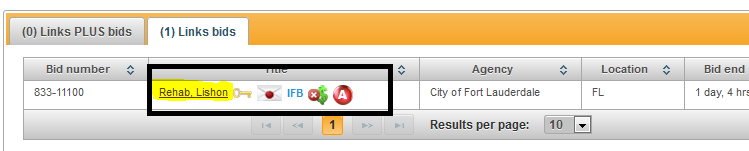 (0) Links PLUS bids (1) Links bids
Bid number Title Agency Location Bid end
833-11100 Rehab, Lishon IFB A City of Fort Lauderdale FL 1 day, 4 hrs
1 Results per page: 10